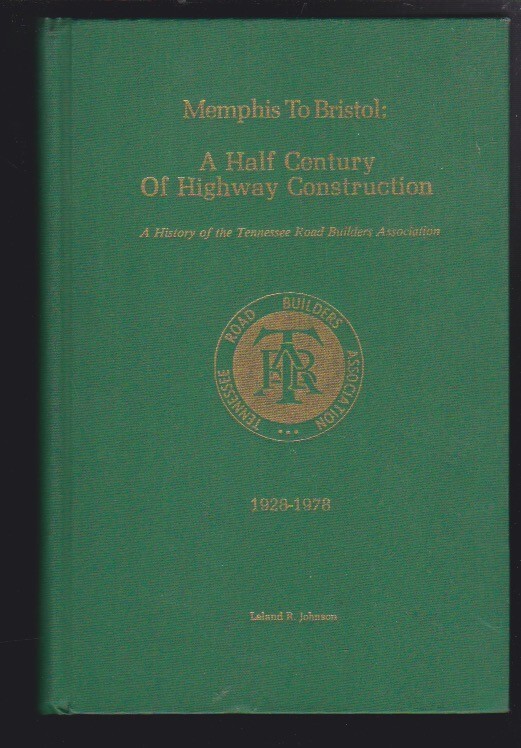 Memphis To Bristol:
A Half Century
Of Highway Construction
A History of the Tennessee Road Builders Association
TENNESSEE ROAD BUILDERS ASSOCIATION
TRBA
1928-1978
Leland R. Johnson